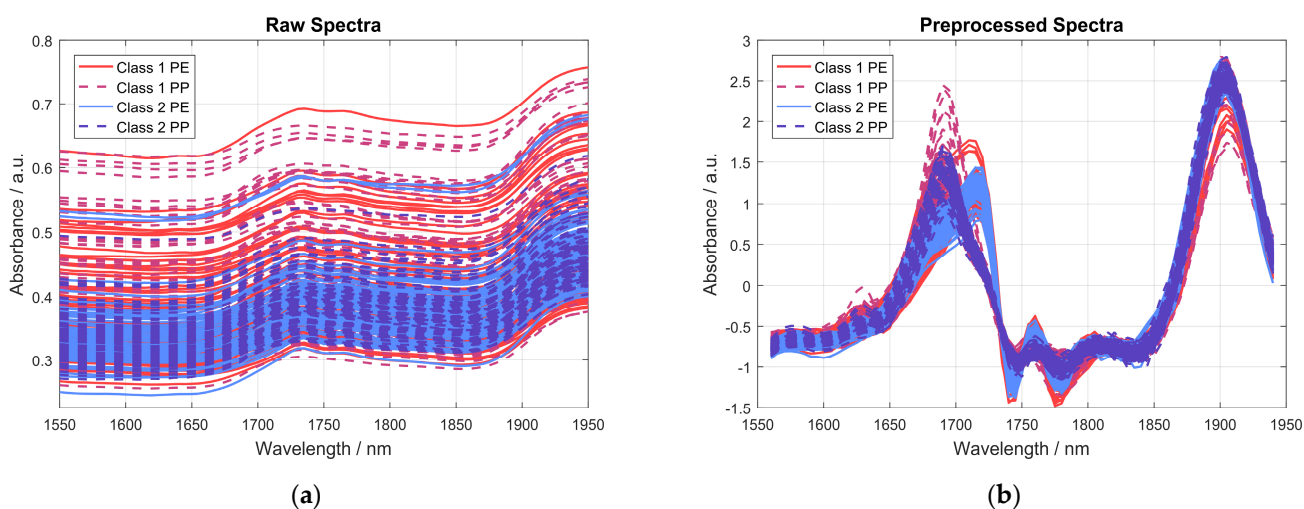 Raw Spectra
0.8
0.7
0.6
0.5
0.4
0.3
Absorbance / a.u.
Class 1 PE
Class 1 PP
Class 2 PE
Class 2 PP
1550 1600 1650 1700 1750 1800 1850 1900 1950
Wavelength / nm
(a)
Preprocessed Spectra
3
2.5
2
1.5
1
0.5
0
-0.5
-1
-1.5
Absorbance / a.u.
Class 1 PE
Class 1 PP
Class 2 PE
Class 2 PP
1550 1600 1650 1700 1750 1800 1850 1900 1950
Wavelength / nm
(b)